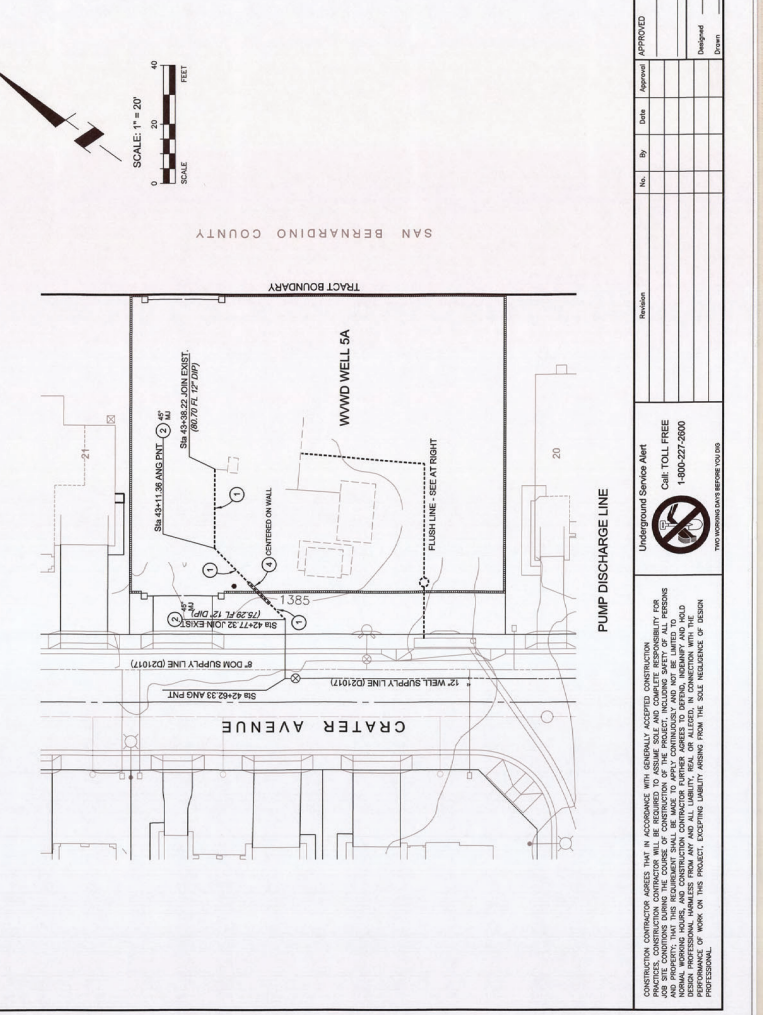 SCALE: 1" = 20'
0
20
40
SCALE
FEET
SAN BERNARDINO COUNTY
TRACT BOUNDARY
WVWD WELL 5A
21
20
Sta 43+11.36 ANG PNT
2
45°
MJ
Sta 43+38.22 JOIN EXIST.
(80.70 FL 12" DIP)
1
1
4
CENTERED ON WALL
1
FLUSH LINE - SEE AT RIGHT
1385
2
45°
MJ
Sta 42+77.32 JOIN EXIST.
(75.29 FL 12" DIP)
8" DOM SUPPLY LINE (D21017)
12" WELL SUPPLY LINE (D21017)
Sta 42+62.33 ANG PNT
CRATER AVENUE
PUMP DISCHARGE LINE
CONSTRUCTION CONTRACTOR AGREES THAT IN ACCORDANCE WITH GENERALLY ACCEPTED CONSTRUCTION
PRACTICES, CONSTRUCTION CONTRACTOR WILL BE REQUIRED TO ASSUME SOLE AND COMPLETE RESPONSIBILITY FOR
JOB SITE CONDITIONS DURING THE COURSE OF CONSTRUCTION OF THE PROJECT, INCLUDING SAFETY OF ALL PERSONS
AND PROPERTY; THAT THIS REQUIREMENT SHALL BE MADE TO APPLY CONTINUOUSLY AND NOT BE LIMITED TO
NORMAL WORKING HOURS, AND CONSTRUCTION CONTRACTOR FURTHER AGREES TO DEFEND, INDEMNIFY AND HOLD
DESIGN PROFESSIONAL HARMLESS FROM ANY AND ALL LIABILITY, REAL OR ALLEGED, IN CONNECTION WITH THE
PERFORMANCE OF WORK ON THIS PROJECT, EXCEPTING LIABILITY ARISING FROM THE SOLE NEGLIGENCE OF DESIGN
PROFESSIONAL.
Underground Service Alert
Call: TOLL FREE
1-800-227-2600
TWO WORKING DAYS BEFORE YOU DIG
Revision
No.
By
Date
Approval
APPROVED
Designed
Drawn